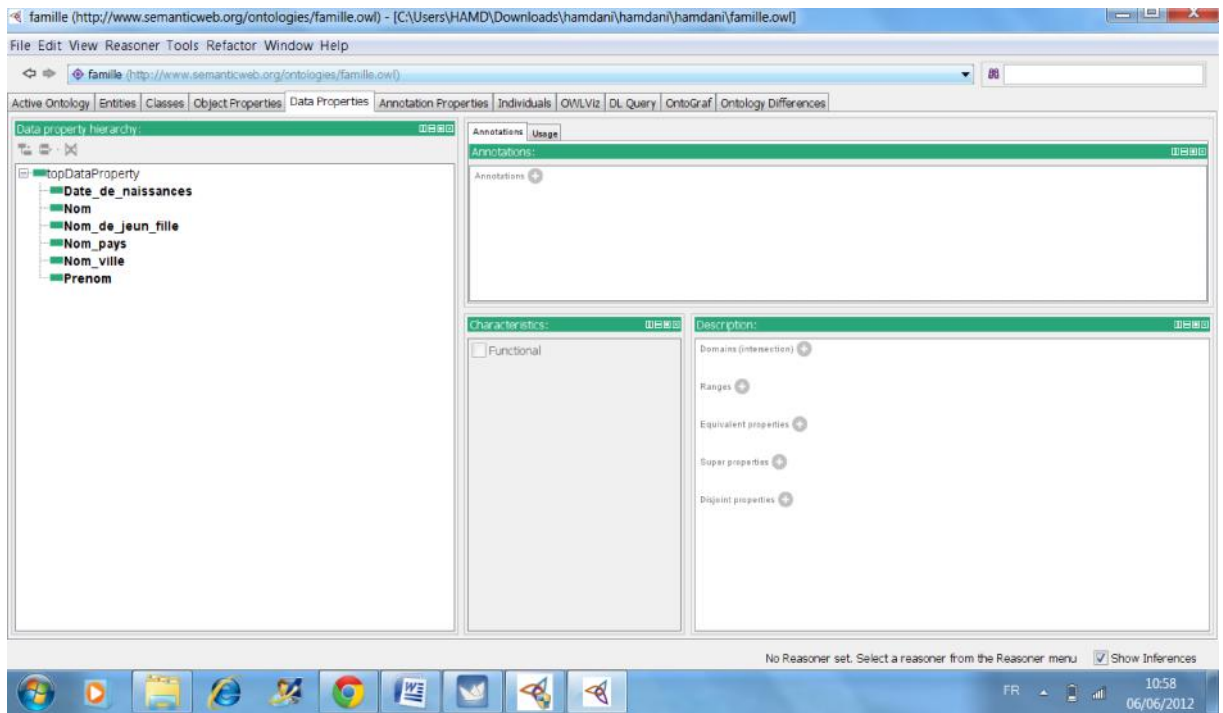 famille (http://www.semanticweb.org/ontologies/famille.owl) - [C:\Users\HAMD\Downloads\hamdani\hamdani\hamdani\famille.owl]
File Edit View Reasoner Tools Refactor Window Help
famille (http://www.semanticweb.org/ontologies/famille.owl)
Active Ontology Entities Classes Object Properties Data Properties Annotation Properties Individuals OWLViz DL Query OntoGraf Ontology Differences
Data property hierarchy:
topDataProperty
Date_de_naissances
Nom
Nom_de_jeun_fille
Nom_pays
Nom_ville
Prenom
Annotations Usage
Annotations:
Annotations
Characteristics:
Functional
Description:
Domains (intersection)
Ranges
Equivalent properties
Super properties
Disjoint properties
No Reasoner set. Select a reasoner from the Reasoner menu Show Inferences
FR
10:58
06/06/2012